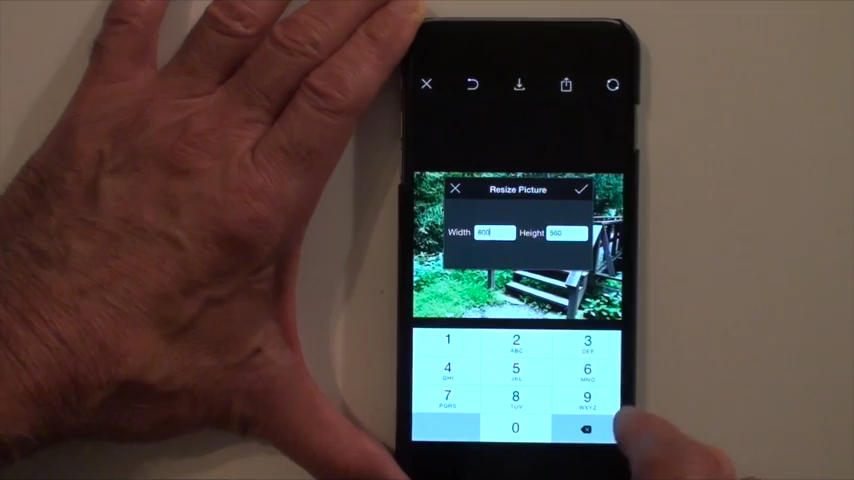 Resize Picture
Width 800 Height 560
1 2 3
ABC DEF
4 5 6
GHI JKL MNO
7 8 9
PQRS TUV WXYZ
0